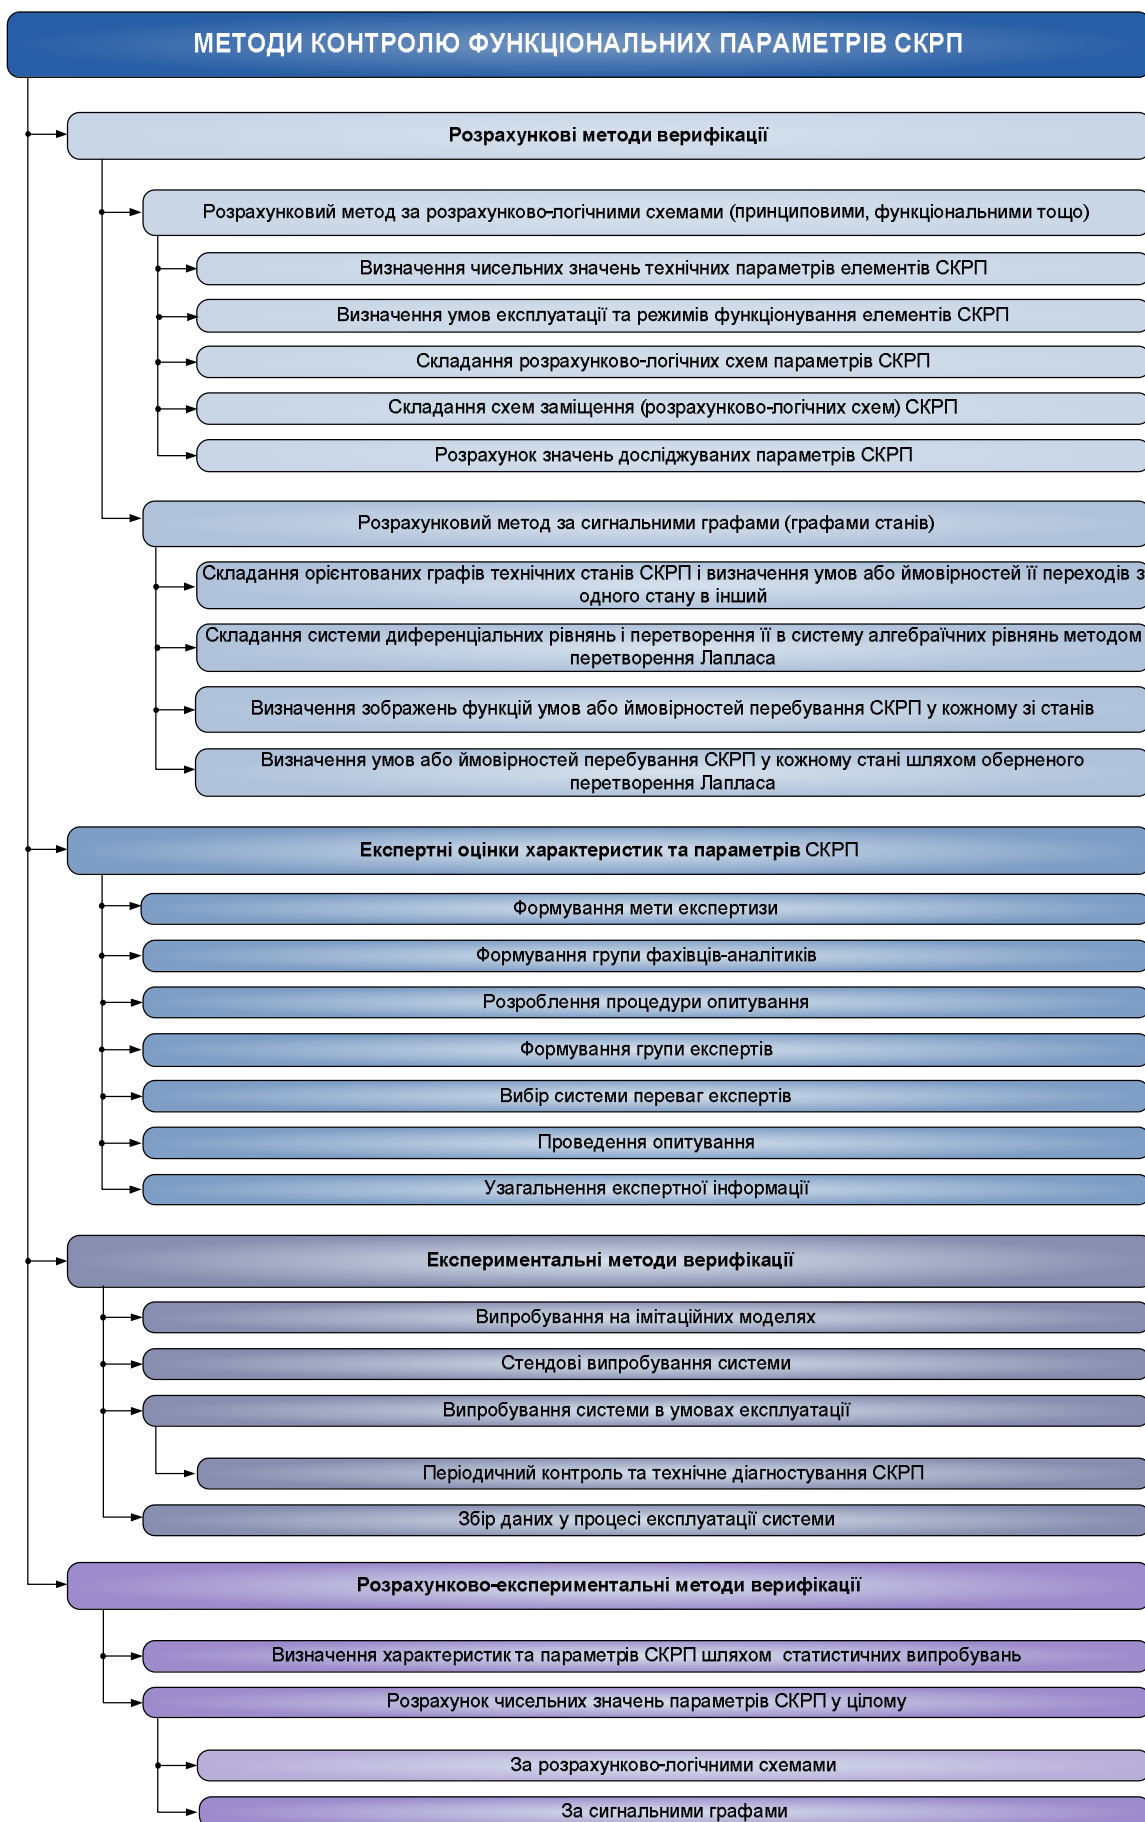 МЕТОДИ КОНТРОЛЮ ФУНКЦІОНАЛЬНИХ ПАРАМЕТРІВ СКРП
Розрахункові методи верифікації
Розрахунковий метод за розрахунково-логічними схемами (принциповими, функціональними тощо)
Визначення чисельних значень технічних параметрів елементів СКРП
Визначення умов експлуатації та режимів функціонування елементів СКРП
Складання розрахунково-логічних схем параметрів СКРП
Складання схем заміщення (розрахунково-логічних схем) СКРП
Розрахунок значень досліджуваних параметрів СКРП
Розрахунковий метод за сигнальними графами (графами станів)
Складання орієнтованих графів технічних станів СКРП і визначення умов або ймовірностей її переходів з
одного стану в інший
Складання системи диференціальних рівнянь і перетворення її в систему алгебраїчних рівнянь методом
перетворення Лапласа
Визначення зображень функцій умов або ймовірностей перебування СКРП у кожному зі станів
Визначення умов або ймовірностей перебування СКРП у кожному стані шляхом оберненого
перетворення Лапласа
Експертні оцінки характеристик та параметрів СКРП
Формування мети експертизи
Формування групи фахівців-аналітиків
Розроблення процедури опитування
Формування групи експертів
Вибір системи переваг експертів
Проведення опитування
Узагальнення експертної інформації
Експериментальні методи верифікації
Випробування на імітаційних моделях
Стендові випробування системи
Випробування системи в умовах експлуатації
Періодичний контроль та технічне діагностування СКРП
Збір даних у процесі експлуатації системи
Розрахунково-експериментальні методи верифікації
Визначення характеристик та параметрів СКРП шляхом статистичних випробувань
Розрахунок чисельних значень параметрів СКРП у цілому
За розрахунково-логічними схемами
За сигнальними графами